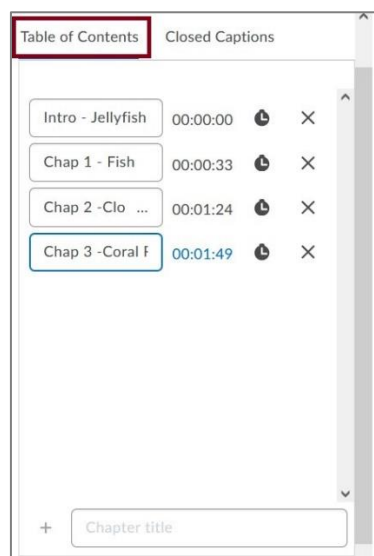 Table of Contents Closed Captions
Intro - Jellyfish 00:00:00
Chap 1 - Fish 00:00:33
Chap 2 -Clo ... 00:01:24
Chap 3 -Coral 00:01:49
+ Chapter title